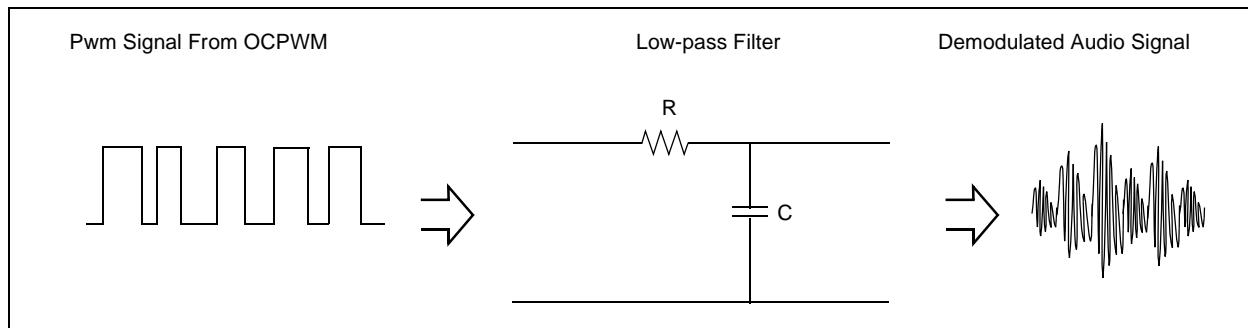 Pwm Signal From OCPWM
Low-pass Filter
Demodulated Audio Signal
R
C